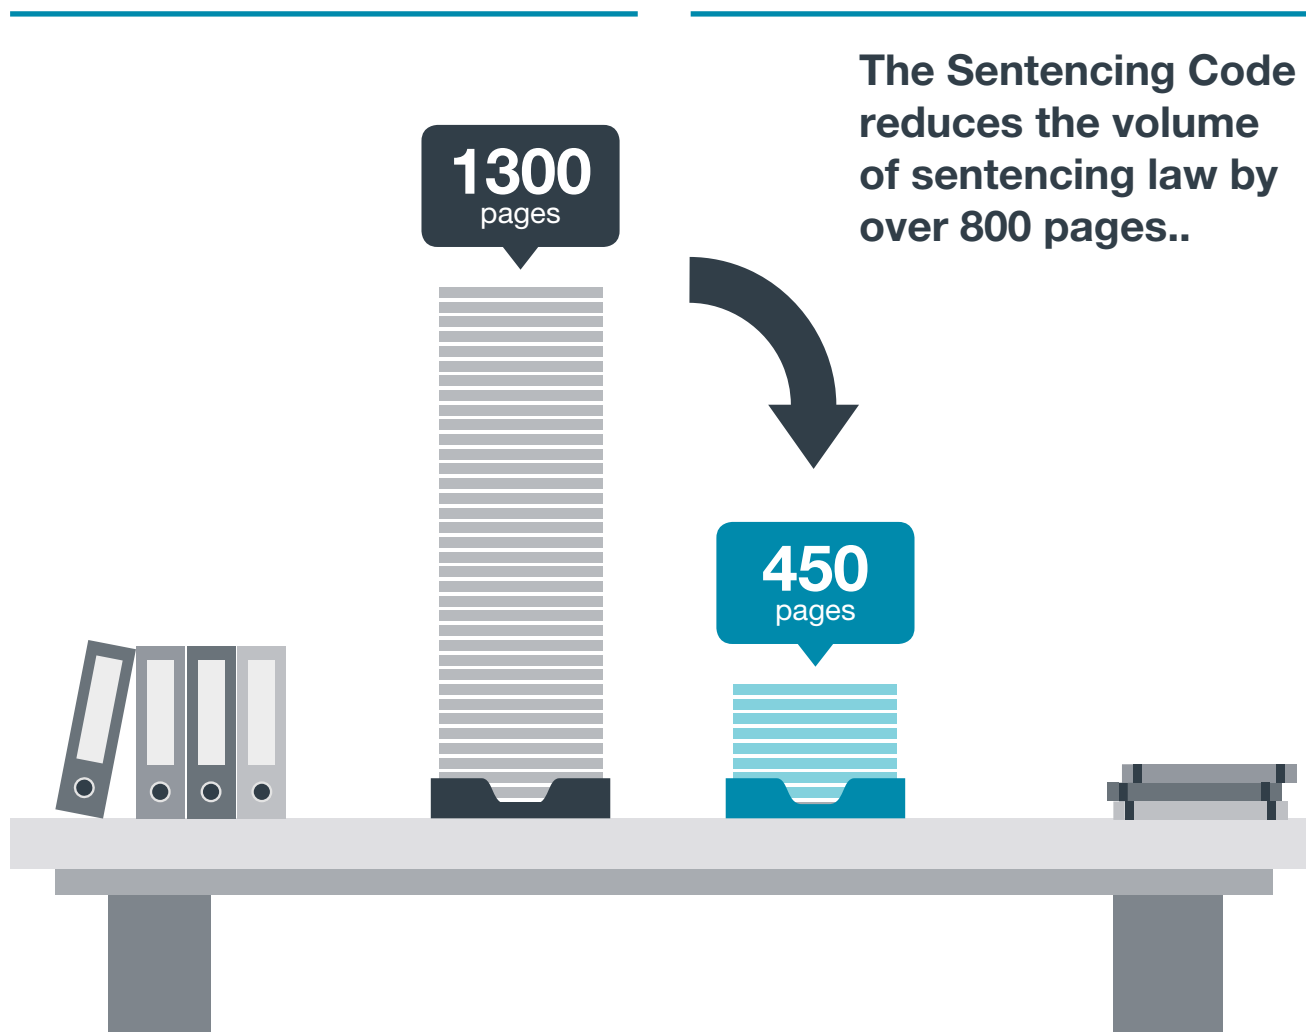 The Sentencing Code
reduces the volume
of sentencing law by
over 800 pages..
1300
pages
450
pages